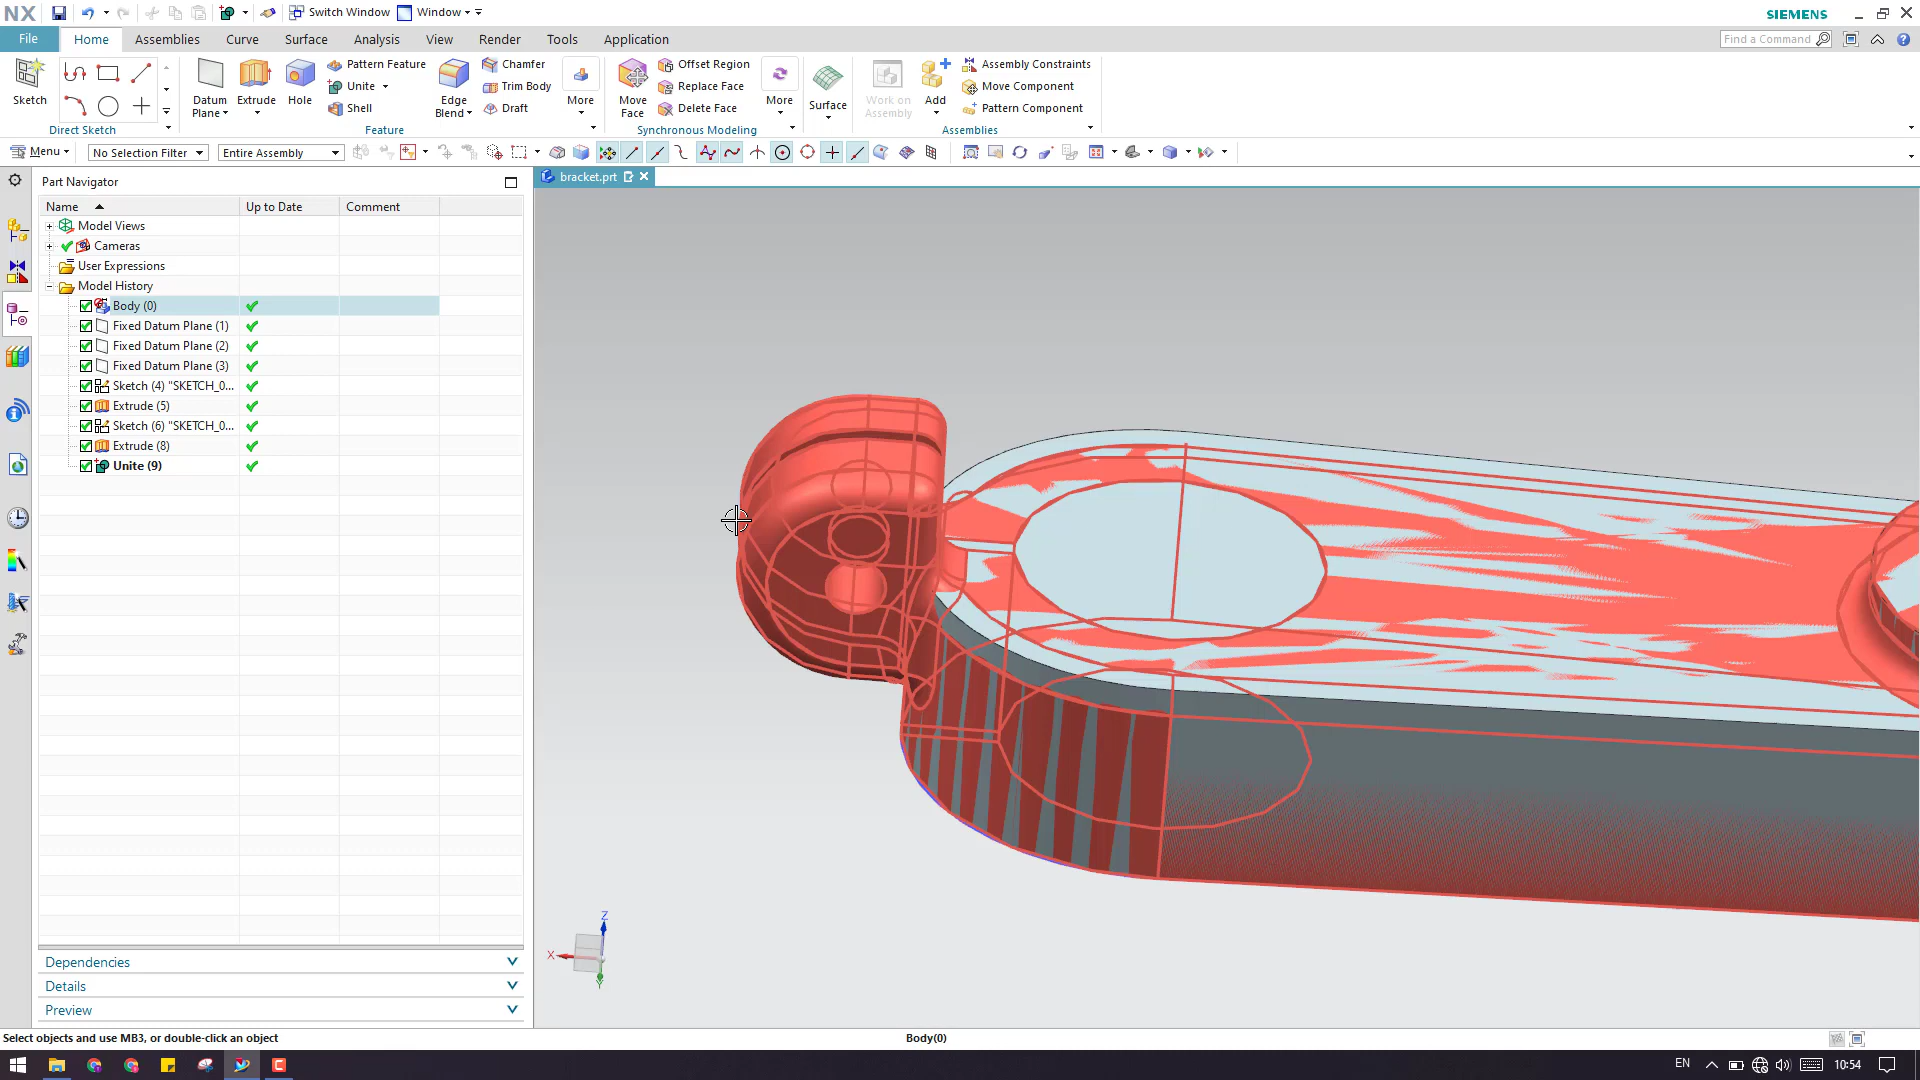 NX Switch Window Window SIEMENS
File Home Assemblies Curve Surface Analysis View Render Tools Application Find a Command
Sketch
Direct Sketch
Datum Plane
Extrude
Hole
Pattern Feature
Unite
Shell
Edge Blend
Chamfer
Trim Body
Draft
More
Feature
Move Face
Offset Region
Replace Face
Delete Face
More
Synchronous Modeling
Surface
Work on Assembly
Add
Assembly Constraints
Move Component
Pattern Component
Assemblies
Menu No Selection Filter Entire Assembly
Part Navigator
bracket.prt
Name Up to Date Comment
Model Views
Cameras
User Expressions
Model History
Body (0)
Fixed Datum Plane (1)
Fixed Datum Plane (2)
Fixed Datum Plane (3)
Sketch (4) "SKETCH_0...
Extrude (5)
Sketch (6) "SKETCH_0...
Extrude (8)
Unite (9)
Z
X
Y
Dependencies
Details
Preview
Select objects and use MB3, or double-click an object Body(0)
EN 10:54